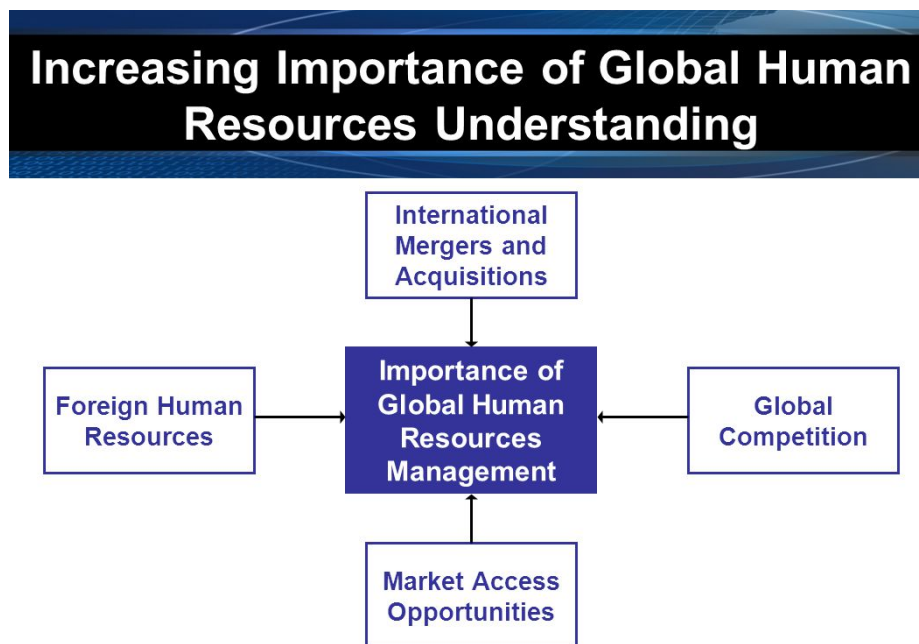 Increasing Importance of Global Human
Resources Understanding
International
Mergers and
Acquisitions
Foreign Human
Resources
Importance of
Global Human
Resources
Management
Global
Competition
Market Access
Opportunities